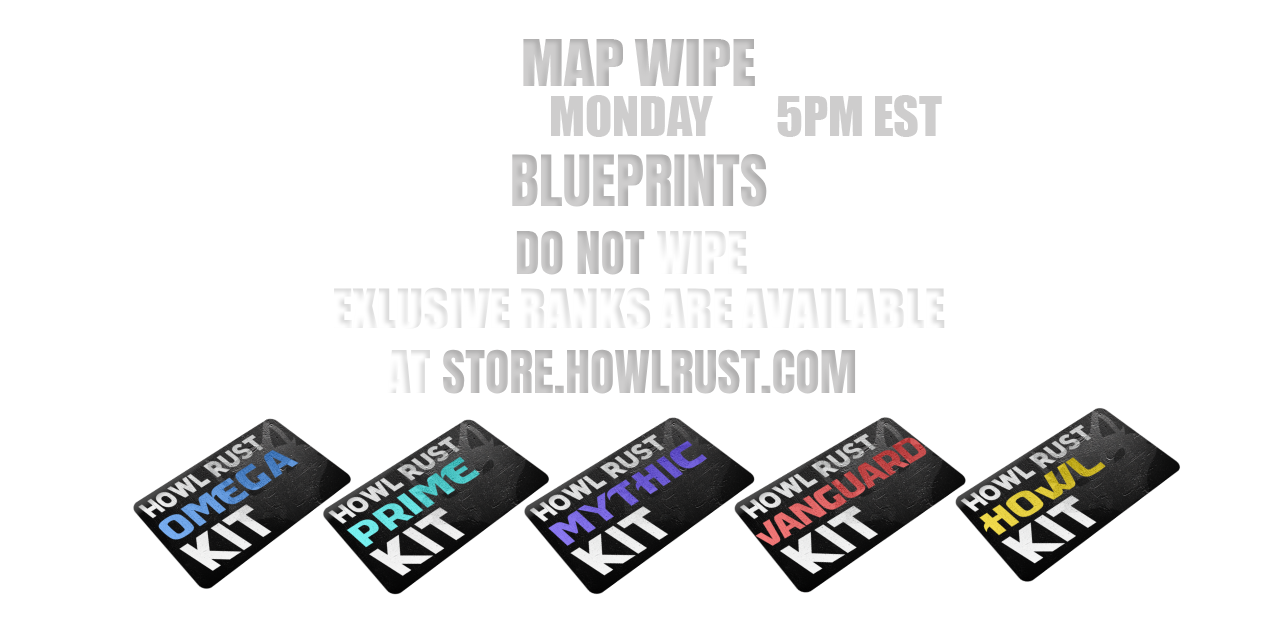 MAP WIPE
MONDAY 5PM EST
BLUEPRINTS
DO NOT WIPE
EXLUSIVE RANKS ARE AVAILABLE
AT STORE.HOWLRUST.COM
HOWL RUST
OMEGA
KIT
HOWL RUST
PRIME
KIT
HOWL RUST
MYTHIC
KIT
HOWL RUST
VANGUARD
KIT
HOWL RUST
HOWL
KIT